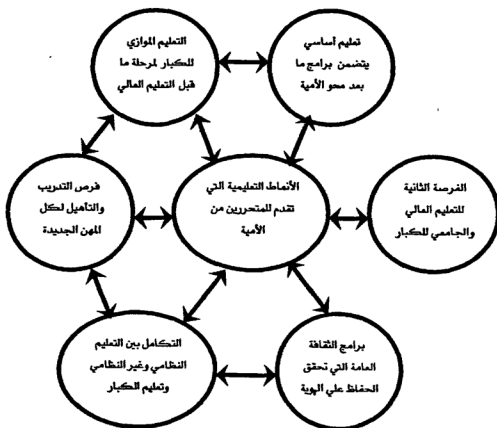 تعليم أساسي
يتضمن برامج ما
بعد محو الأمية
التعليم الموازي
للكبار لمرحلة ما
قبل التعليم العالي
الفرصة الثانية
للتعليم العالي
والجامعي للكبار
الأنماط التعليمية التي
تقدم للمتحررين من
الأمية
فرص التدريب
والتأهيل لكل
المهن الجديدة
برامج الثقافة
العامة التي تحقق
الحفاظ علي الهوية
التكامل بين التعليم
النظامي وغير النظامي
وتعليم الكبار